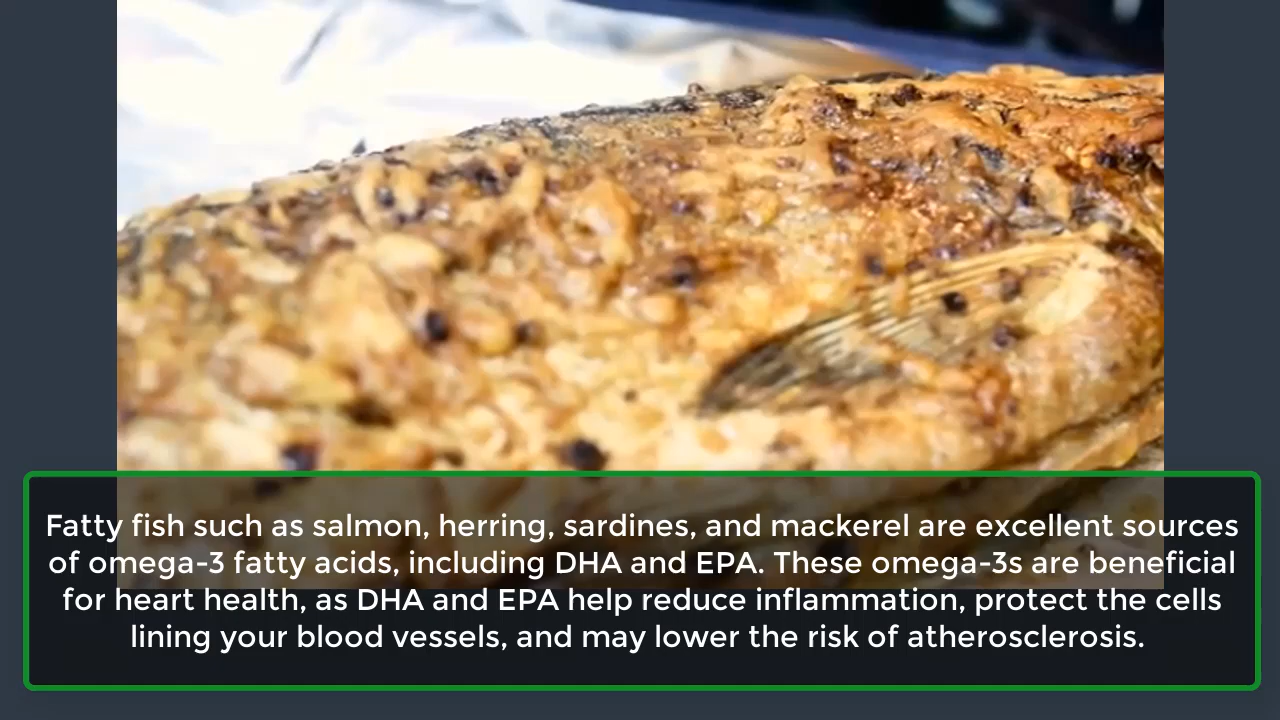 Fatty fish such as salmon, herring, sardines, and mackerel are excellent sources
of omega-3 fatty acids, including DHA and EPA. These omega-3s are beneficial
for heart health, as DHA and EPA help reduce inflammation, protect the cells
lining your blood vessels, and may lower the risk of atherosclerosis.